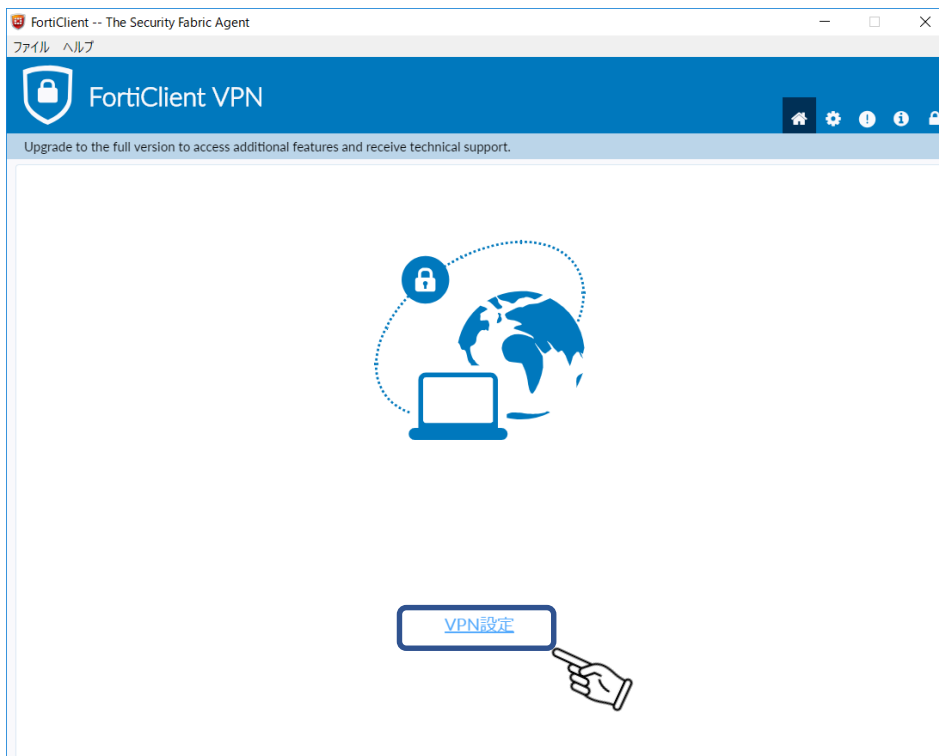 FortiClient -- The Security Fabric Agent
ファイル ヘルプ
FortiClient VPN
Upgrade to the full version to access additional features and receive technical support.
VPN設定